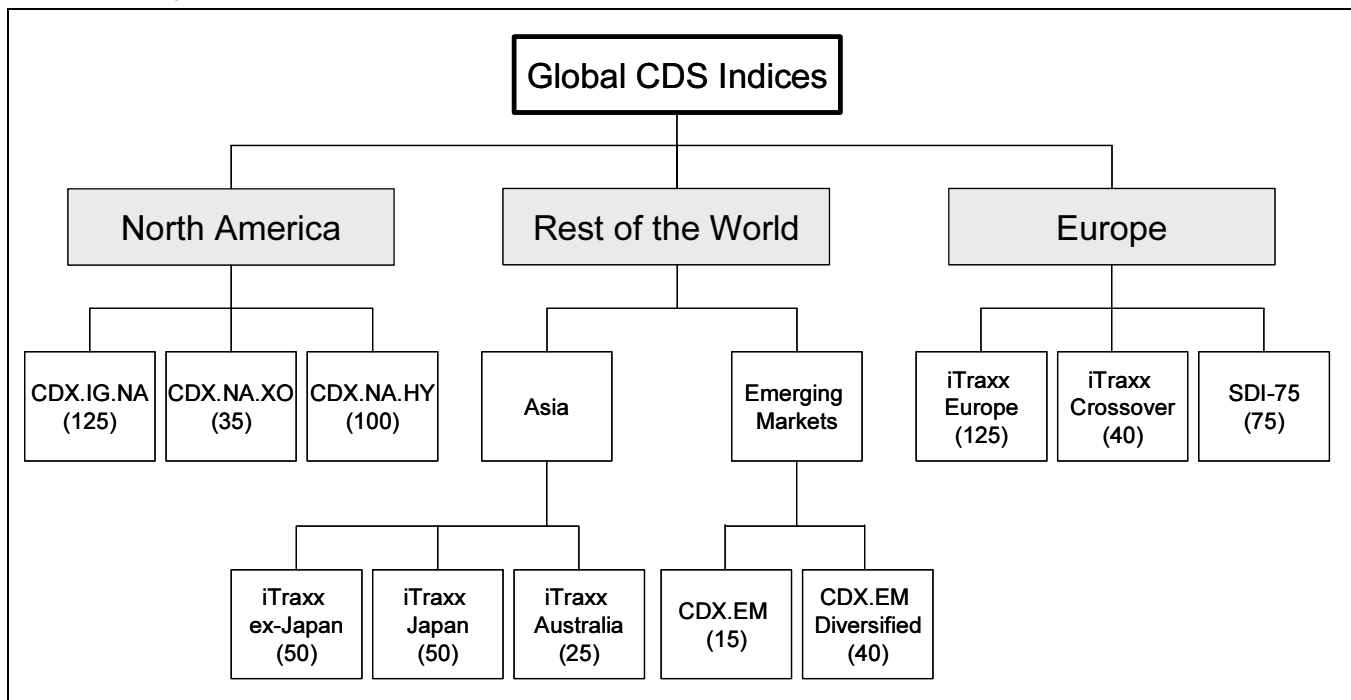 Global CDS Indices
North America
Rest of the World
Europe
CDX.IG.NA
(125)
CDX.NA.XO
(35)
CDX.NA.HY
(100)
Asia
Emerging
Markets
iTraxx
Europe
(125)
iTraxx
Crossover
(40)
SDI-75
(75)
iTraxx
ex-Japan
(50)
iTraxx
Japan
(50)
iTraxx
Australia
(25)
CDX.EM
(15)
CDX.EM
Diversified
(40)